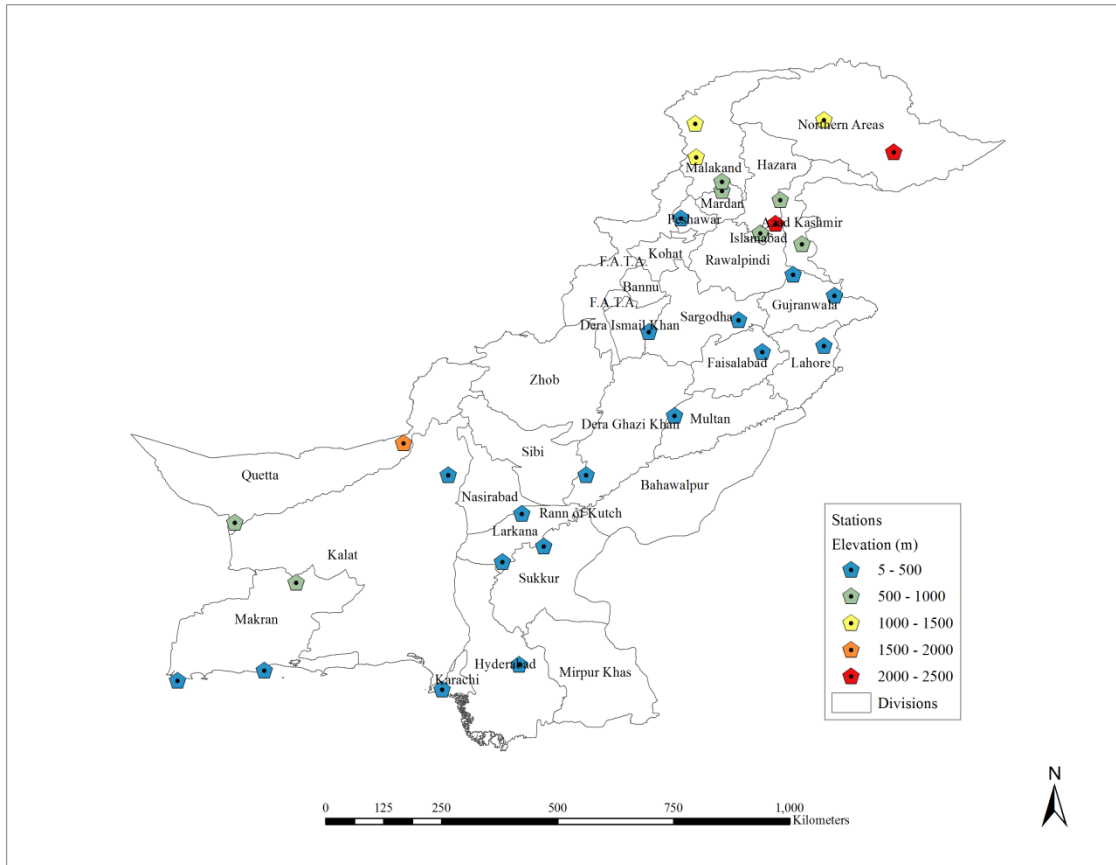 Northern Areas
Hazara
Malakand
Mardan
Peshawar
Azad Kashmir
Islamabad
Kohat
Rawalpindi
F.A.T.A.
Bannu
F.A.T.A.
Gujranwala
Sargodha
Dera Ismail Khan
Faisalabad
Lahore
Zhob
Dera Ghazi Khan
Multan
Sibi
Quetta
Bahawalpur
Nasirabad
Rann of Kutch
Larkana
Kalat
Sukkur
Makran
Hyderabad
Mirpur Khas
Karachi
Stations
Elevation (m)
5 - 500
500 - 1000
1000 - 1500
1500 - 2000
2000 - 2500
Divisions
N
0 125 250 500 750 1,000
Kilometers